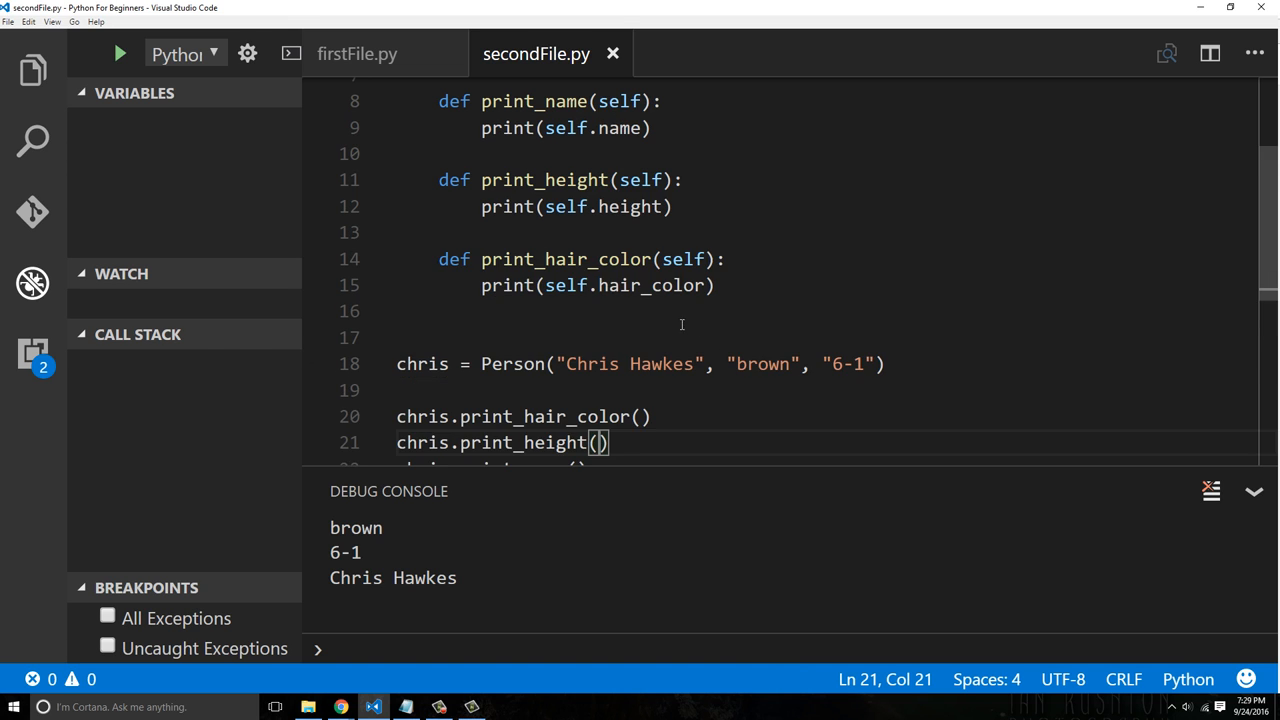 secondFile.py - Python For Beginners - Visual Studio Code
File Edit View Go Help
firstFile.py
secondFile.py
VARIABLES
WATCH
CALL STACK
2
BREAKPOINTS
All Exceptions
Uncaught Exceptions
8 def print_name(self):
9 print(self.name)
10
11 def print_height(self):
12 print(self.height)
13
14 def print_hair_color(self):
15 print(self.hair_color)
16
17
18 chris = Person("Chris Hawkes", "brown", "6-1")
19
20 chris.print_hair_color()
21 chris.print_height()
DEBUG CONSOLE
brown
6-1
Chris Hawkes
0 0
Ln 21, Col 21 Spaces: 4 UTF-8 CRLF Python
I'm Cortana. Ask me anything.
7:29 PM
9/24/2016